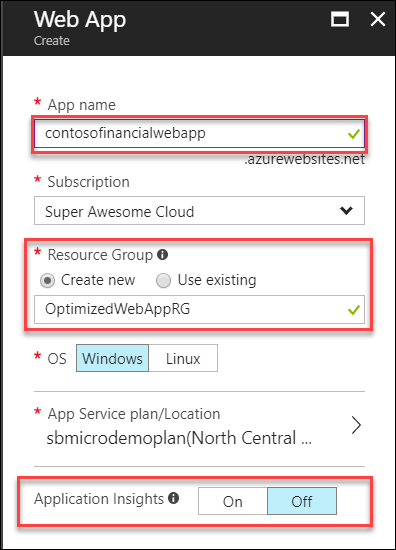 Web App
Create
* App name
contosofinancialwebapp
.azurewebsites.net
* Subscription
Super Awesome Cloud
* Resource Group
Create new Use existing
OptimizedWebAppRG
* OS Windows Linux
* App Service plan/Location
sbmicrodemoplan(North Central ...
Application Insights On Off